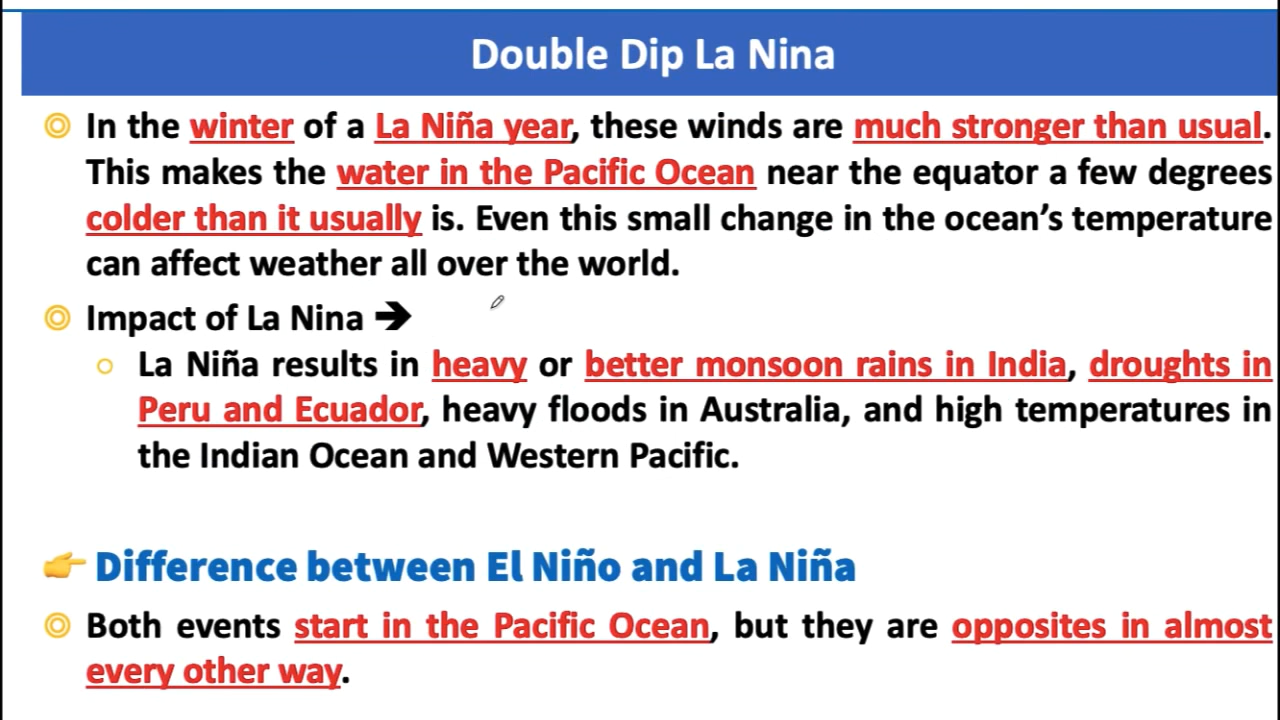 Double Dip La Nina
In the winter of a La Niña year, these winds are much stronger than usual.
This makes the water in the Pacific Ocean near the equator a few degrees
colder than it usually is. Even this small change in the ocean’s temperature
can affect weather all over the world.
Impact of La Nina ➔
La Niña results in heavy or better monsoon rains in India, droughts in
Peru and Ecuador, heavy floods in Australia, and high temperatures in
the Indian Ocean and Western Pacific.
👉 Difference between El Niño and La Niña
Both events start in the Pacific Ocean, but they are opposites in almost
every other way.